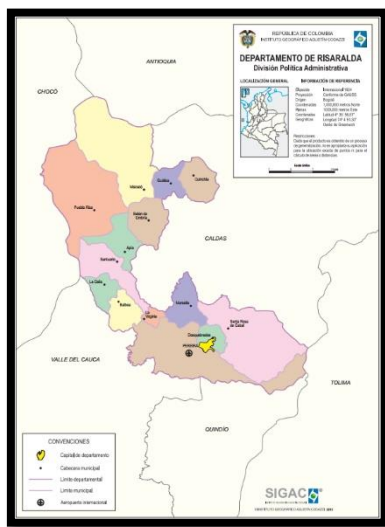 REPÚBLICA DE COLOMBIA
INSTITUTO GEOGRÁFICO AGUSTÍN CODAZZI
DEPARTAMENTO DE RISARALDA
División Política Administrativa
LOCALIZACIÓN GENERAL
INFORMACIÓN DE REFERENCIA
ANTIOQUIA
CHOCÓ
Mistrató
Guática
Quinchía
Pueblo Rico
Belén de
Umbría
CALDAS
Apía
Santuario
La Celia
Balboa
La
Virginia
Marsella
Santa Rosa
de Cabal
Dosquebradas
PEREIRA
VALLE DEL CAUCA
TOLIMA
QUINDÍO
CONVENCIONES
Capital de departamento
Cabecera municipal
Límite departamental
Límite municipal
Aeropuerto internacional
SIGAC